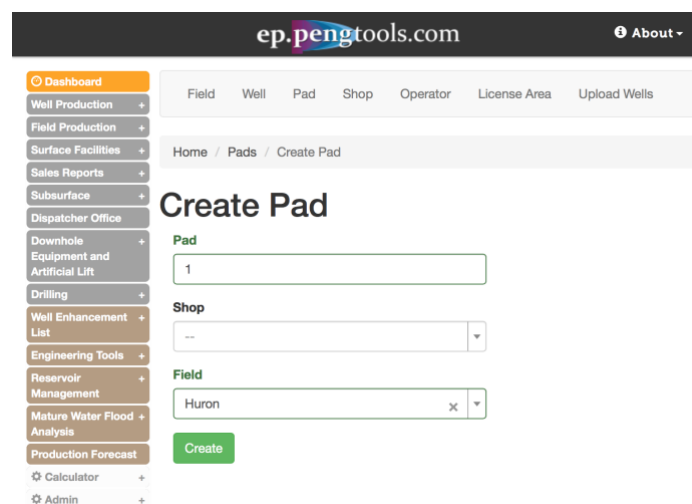 ep.pengtools.com
About
Dashboard
Well Production +
Field Production +
Surface Facilities +
Sales Reports +
Subsurface +
Dispatcher Office
Downhole +
Equipment and
Artificial Lift
Drilling +
Well Enhancement +
List
Engineering Tools +
Reservoir +
Management
Mature Water Flood +
Analysis
Production Forecast
Calculator +
Admin +
Field Well Pad Shop Operator License Area Upload Wells
Home / Pads / Create Pad
Create Pad
Pad
1
Shop
--
Field
Huron ×
Create